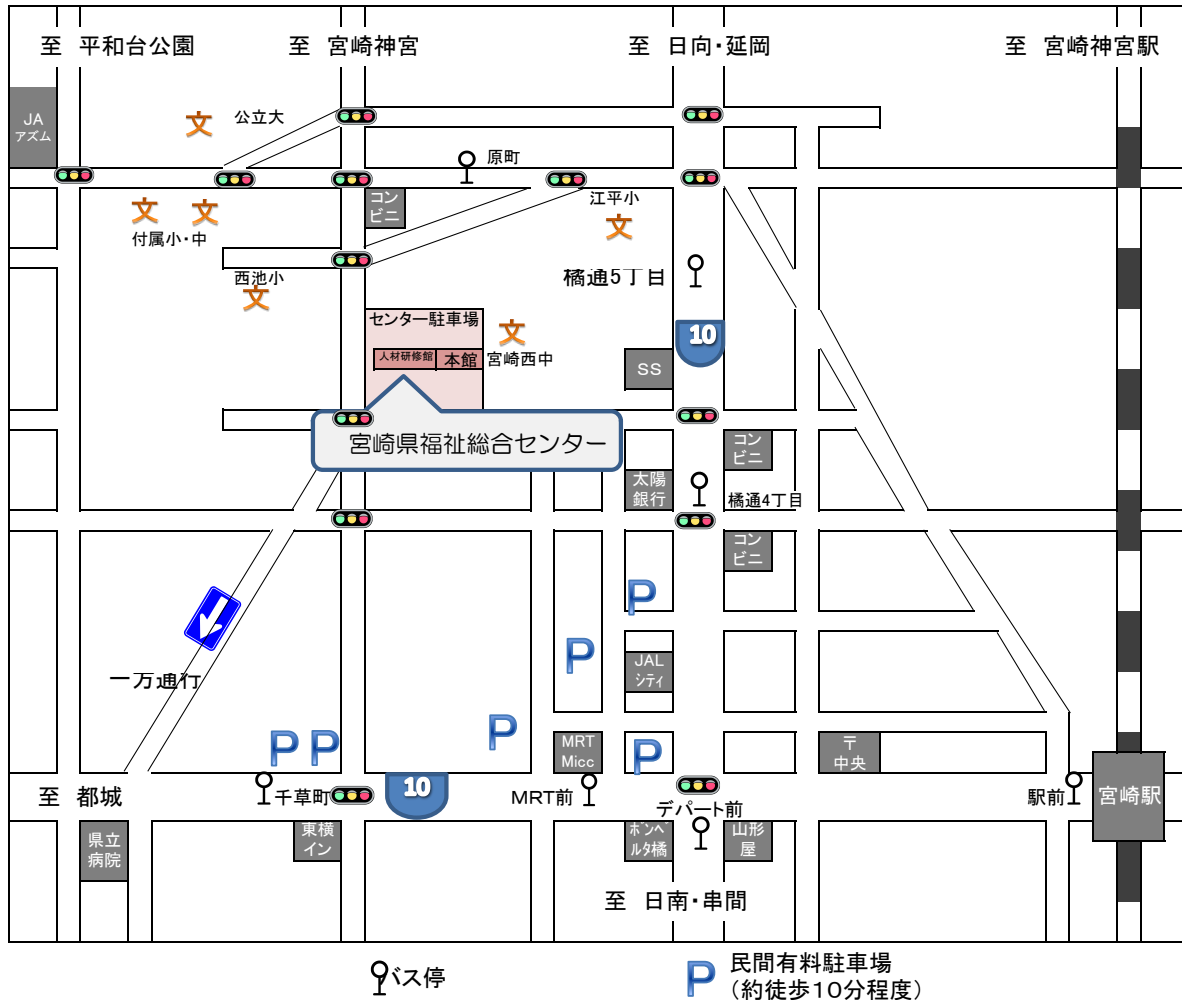 至 平和台公園
至 宮崎神宮
至 日向・延岡
至 宮崎神宮駅
JA
アズム
文
公立大
原町
コン
ビニ
文
文
付属小・中
江平小
文
西池小
文
橘通5丁目
センター駐車場
人材研修館
本館
文
宮崎西中
10
SS
宮崎県福祉総合センター
コン
ビニ
太陽
銀行
橘通4丁目
コン
ビニ
P
P
JAL
シティ
一万通行
P
P
P
P
MRT
Micc
〒
中央
至 都城
千草町
10
MRT前
デパート前
駅前
宮崎駅
県立
病院
東横
イン
ボンベ
ルタ橘
山形
屋
至 日南・串間
バス停
P
民間有料駐車場
(約徒歩10分程度)